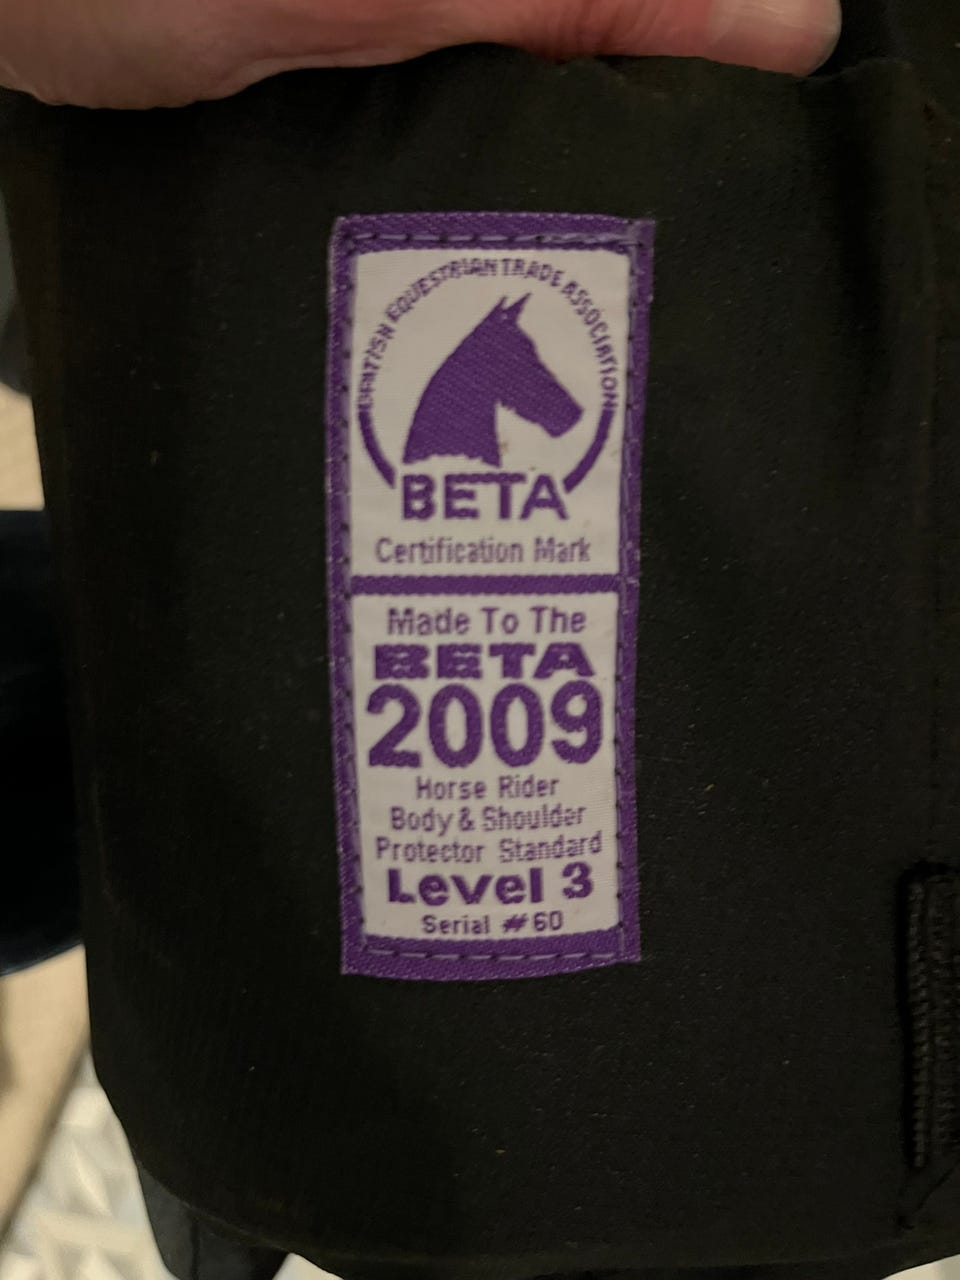 BRITISH EQUESTRIAN TRADE ASSOCIATION
BETA
Certification Mark
Made To The
BETA
2009
Horse Rider
Body & Shoulder
Protector Standard
Level 3
Serial #60